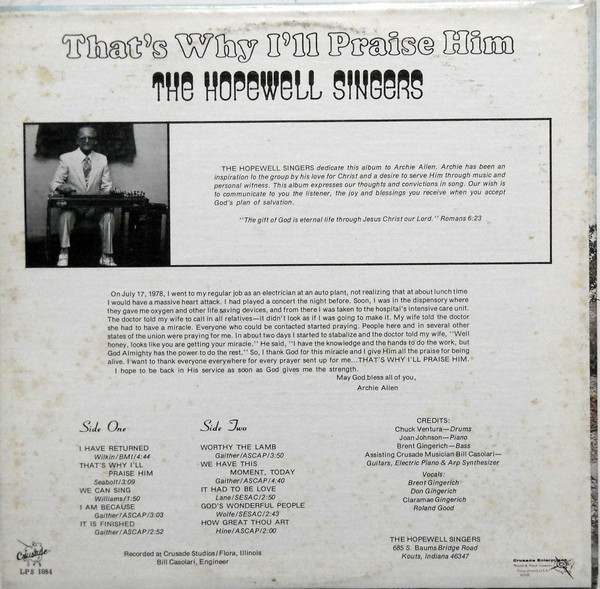 That's Why I'll Praise Him
THE HOPEWELL SINGERS
THE HOPEWELL SINGERS dedicate this album to Archie Allen. Archie has been an
inspiration to the group by his love for Christ and a desire to serve Him through music and
personal witness. This album expresses our thoughts and convictions in song. Our wish is
to communicate to you the listener, the joy and blessings you receive when you accept
God's plan of salvation.
"The gift of God is eternal life through Jesus Christ our Lord." Romans 6:23
On July 17, 1978, I went to my regular job as an electrician at an auto plant, not realizing that at about lunch time
I would have a massive heart attack. I had played a concert the night before. Soon, I was in the dispensory where
they gave me oxygen and other life saving devices, and from there I was taken to the hospital's intensive care unit.
The doctor told my wife to call in all relatives—it didn't look as if I was going to make it. My wife told the doctor
she had to have a miracle. Everyone who could be contacted started praying. People here and in several other
states of the union were praying for me. In about two days I started to stabalize and the doctor told my wife, "Well
honey, looks like you are getting your miracle." He said, "I have the knowledge and the hands to do the work, but
God Almighty has the power to do the rest." So, I thank God for this miracle and I give Him all the praise for being
alive. I want to thank everyone everywhere for every prayer sent up for me...THAT'S WHY I'LL PRAISE HIM.
I hope to be back in His service as soon as God gives me the strength.
May God bless all of you,
Archie Allen
Side One
I HAVE RETURNED
Wilkin/BMI/4:44
THAT'S WHY I'LL
PRAISE HIM
Seabolt/3:09
WE CAN SING
Williams/1:50
I AM BECAUSE
Gaither/ASCAP/3:03
IT IS FINISHED
Gaither/ASCAP/2:52
Side Two
WORTHY THE LAMB
Gaither/ASCAP/3:50
WE HAVE THIS
MOMENT, TODAY
Gaither/ASCAP/4:40
IT HAD TO BE LOVE
Lane/SESAC/2:50
GOD'S WONDERFUL PEOPLE
Wolfe/SESAC/2:43
HOW GREAT THOU ART
Hine/ASCAP/2:00
CREDITS:
Chuck Ventura—Drums
Joan Johnson—Piano
Brent Gingerich—Bass
Assisting Crusade Musician Bill Casolari—
Guitars, Electric Piano & Arp Synthesizer
Vocals:
Brent Gingerich
Don Gingerich
Claramae Gingerich
Roland Good
THE HOPEWELL SINGERS
685 S. Baums Bridge Road
Kouts, Indiana 46347
Crusade
LPS 1084
Recorded at Crusade Studios/Flora, Illinois
Bill Casolari, Engineer
Crusade Enterprises